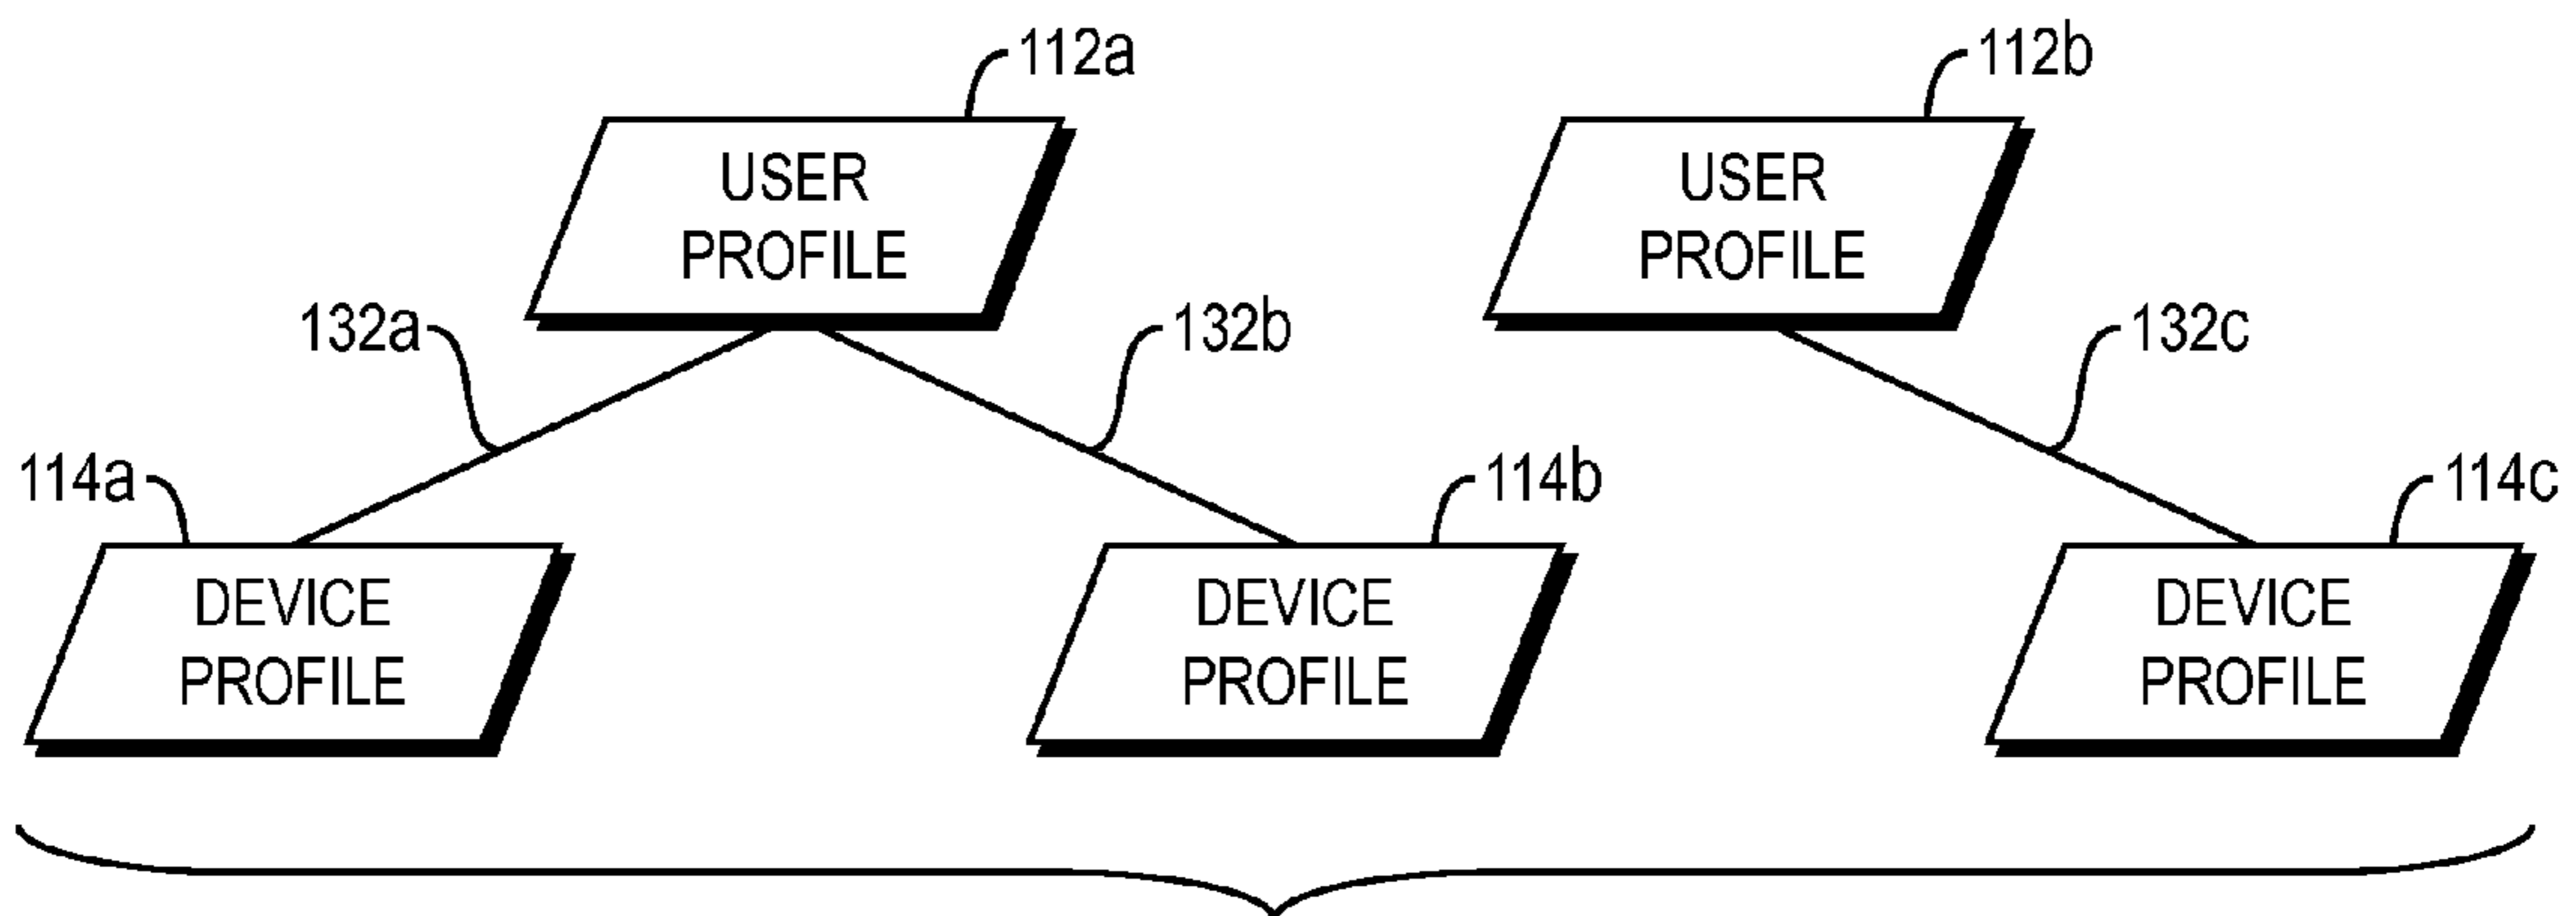 112a
112b
USER
PROFILE
USER
PROFILE
132a
132b
132c
114a
114b
114c
DEVICE
PROFILE
DEVICE
PROFILE
DEVICE
PROFILE